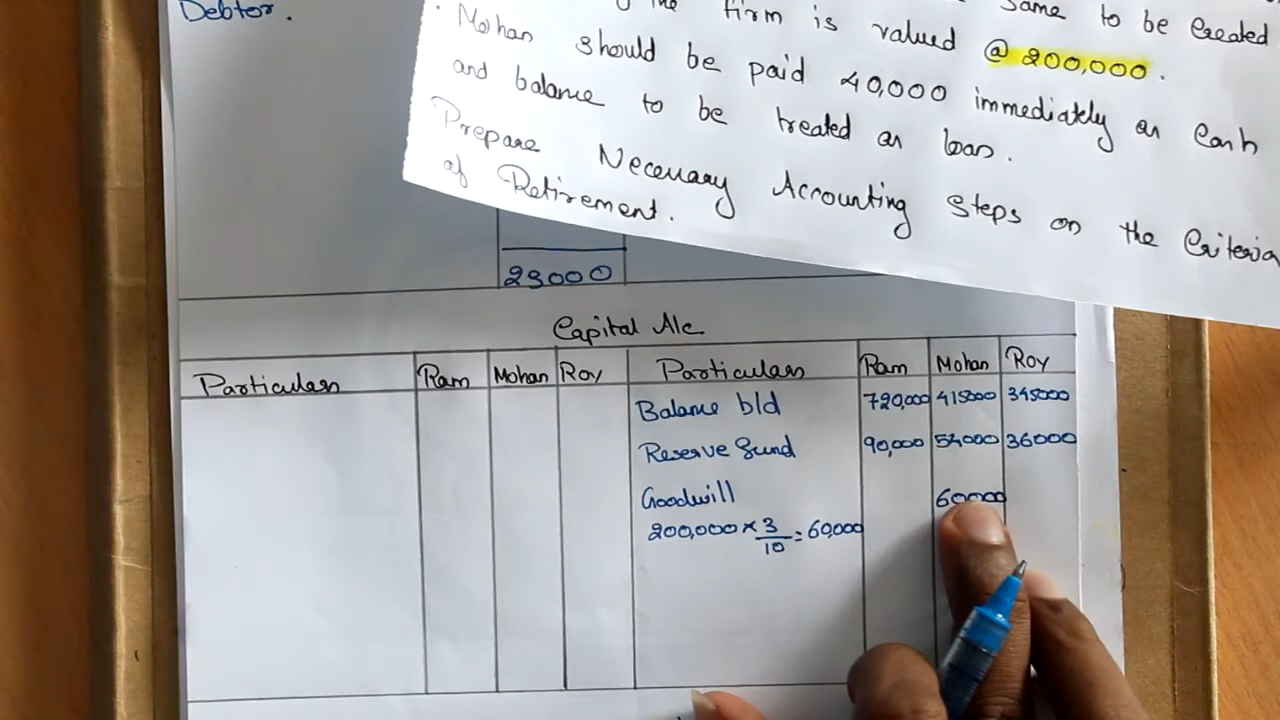 Debtor.
same to be Created
the firm is valued @ 200,000.
Mohan should be paid 40,000 immediately as Cash
and balance to be treated as loan.
Prepare Necessary Accounting Steps on the Criteria
of Retirement.
23000
Capital A/c
Particulars Ram Mohan Roy Particulars Ram Mohan Roy
Balance b/d 720,000 415000 345000
Reserve Fund 90,000 54000 36000
Goodwill 60000
200,000 × 3/10 = 60,000